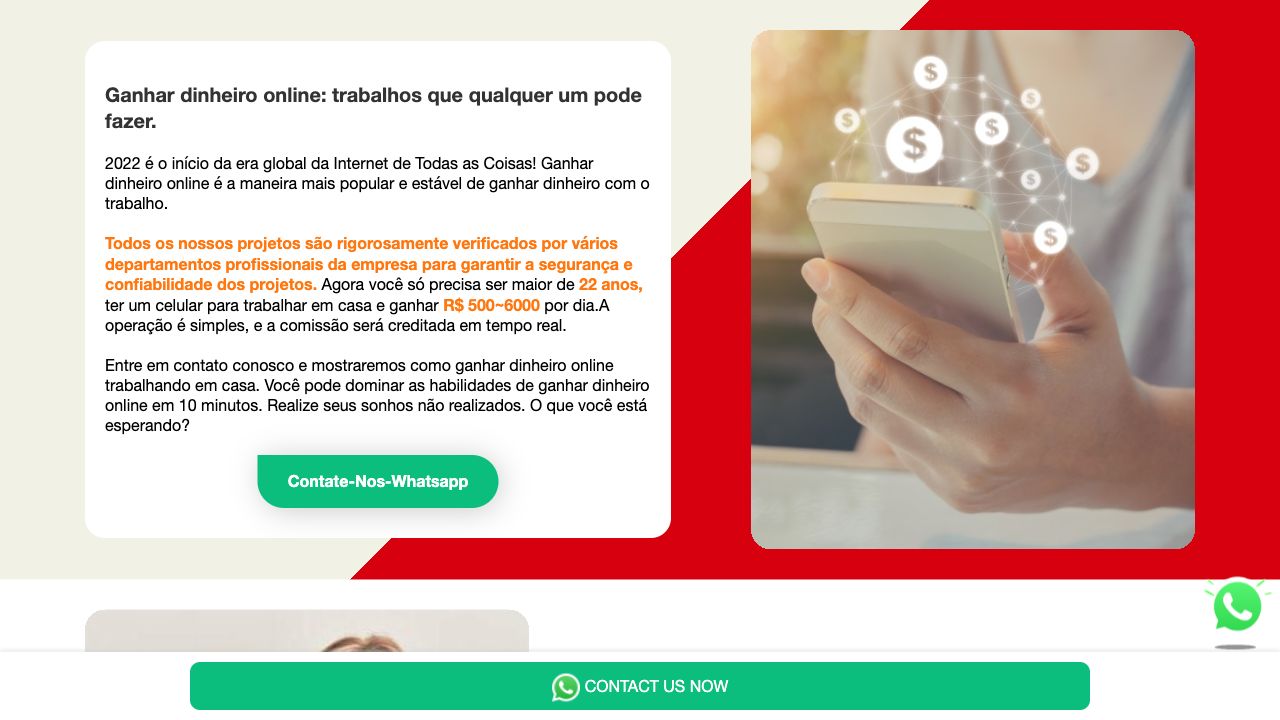 Ganhar dinheiro online: trabalhos que qualquer um pode
fazer.
2022 é o início da era global da Internet de Todas as Coisas! Ganhar
dinheiro online é a maneira mais popular e estável de ganhar dinheiro com o
trabalho.
Todos os nossos projetos são rigorosamente verificados por vários
departamentos profissionais da empresa para garantir a segurança e
confiabilidade dos projetos. Agora você só precisa ser maior de 22 anos,
ter um celular para trabalhar em casa e ganhar R$ 500~6000 por dia.A
operação é simples, e a comissão será creditada em tempo real.
Entre em contato conosco e mostraremos como ganhar dinheiro online
trabalhando em casa. Você pode dominar as habilidades de ganhar dinheiro
online em 10 minutos. Realize seus sonhos não realizados. O que você está
esperando?
Contate-Nos-Whatsapp
$
$
$
$
$
$
$
$
CONTACT US NOW